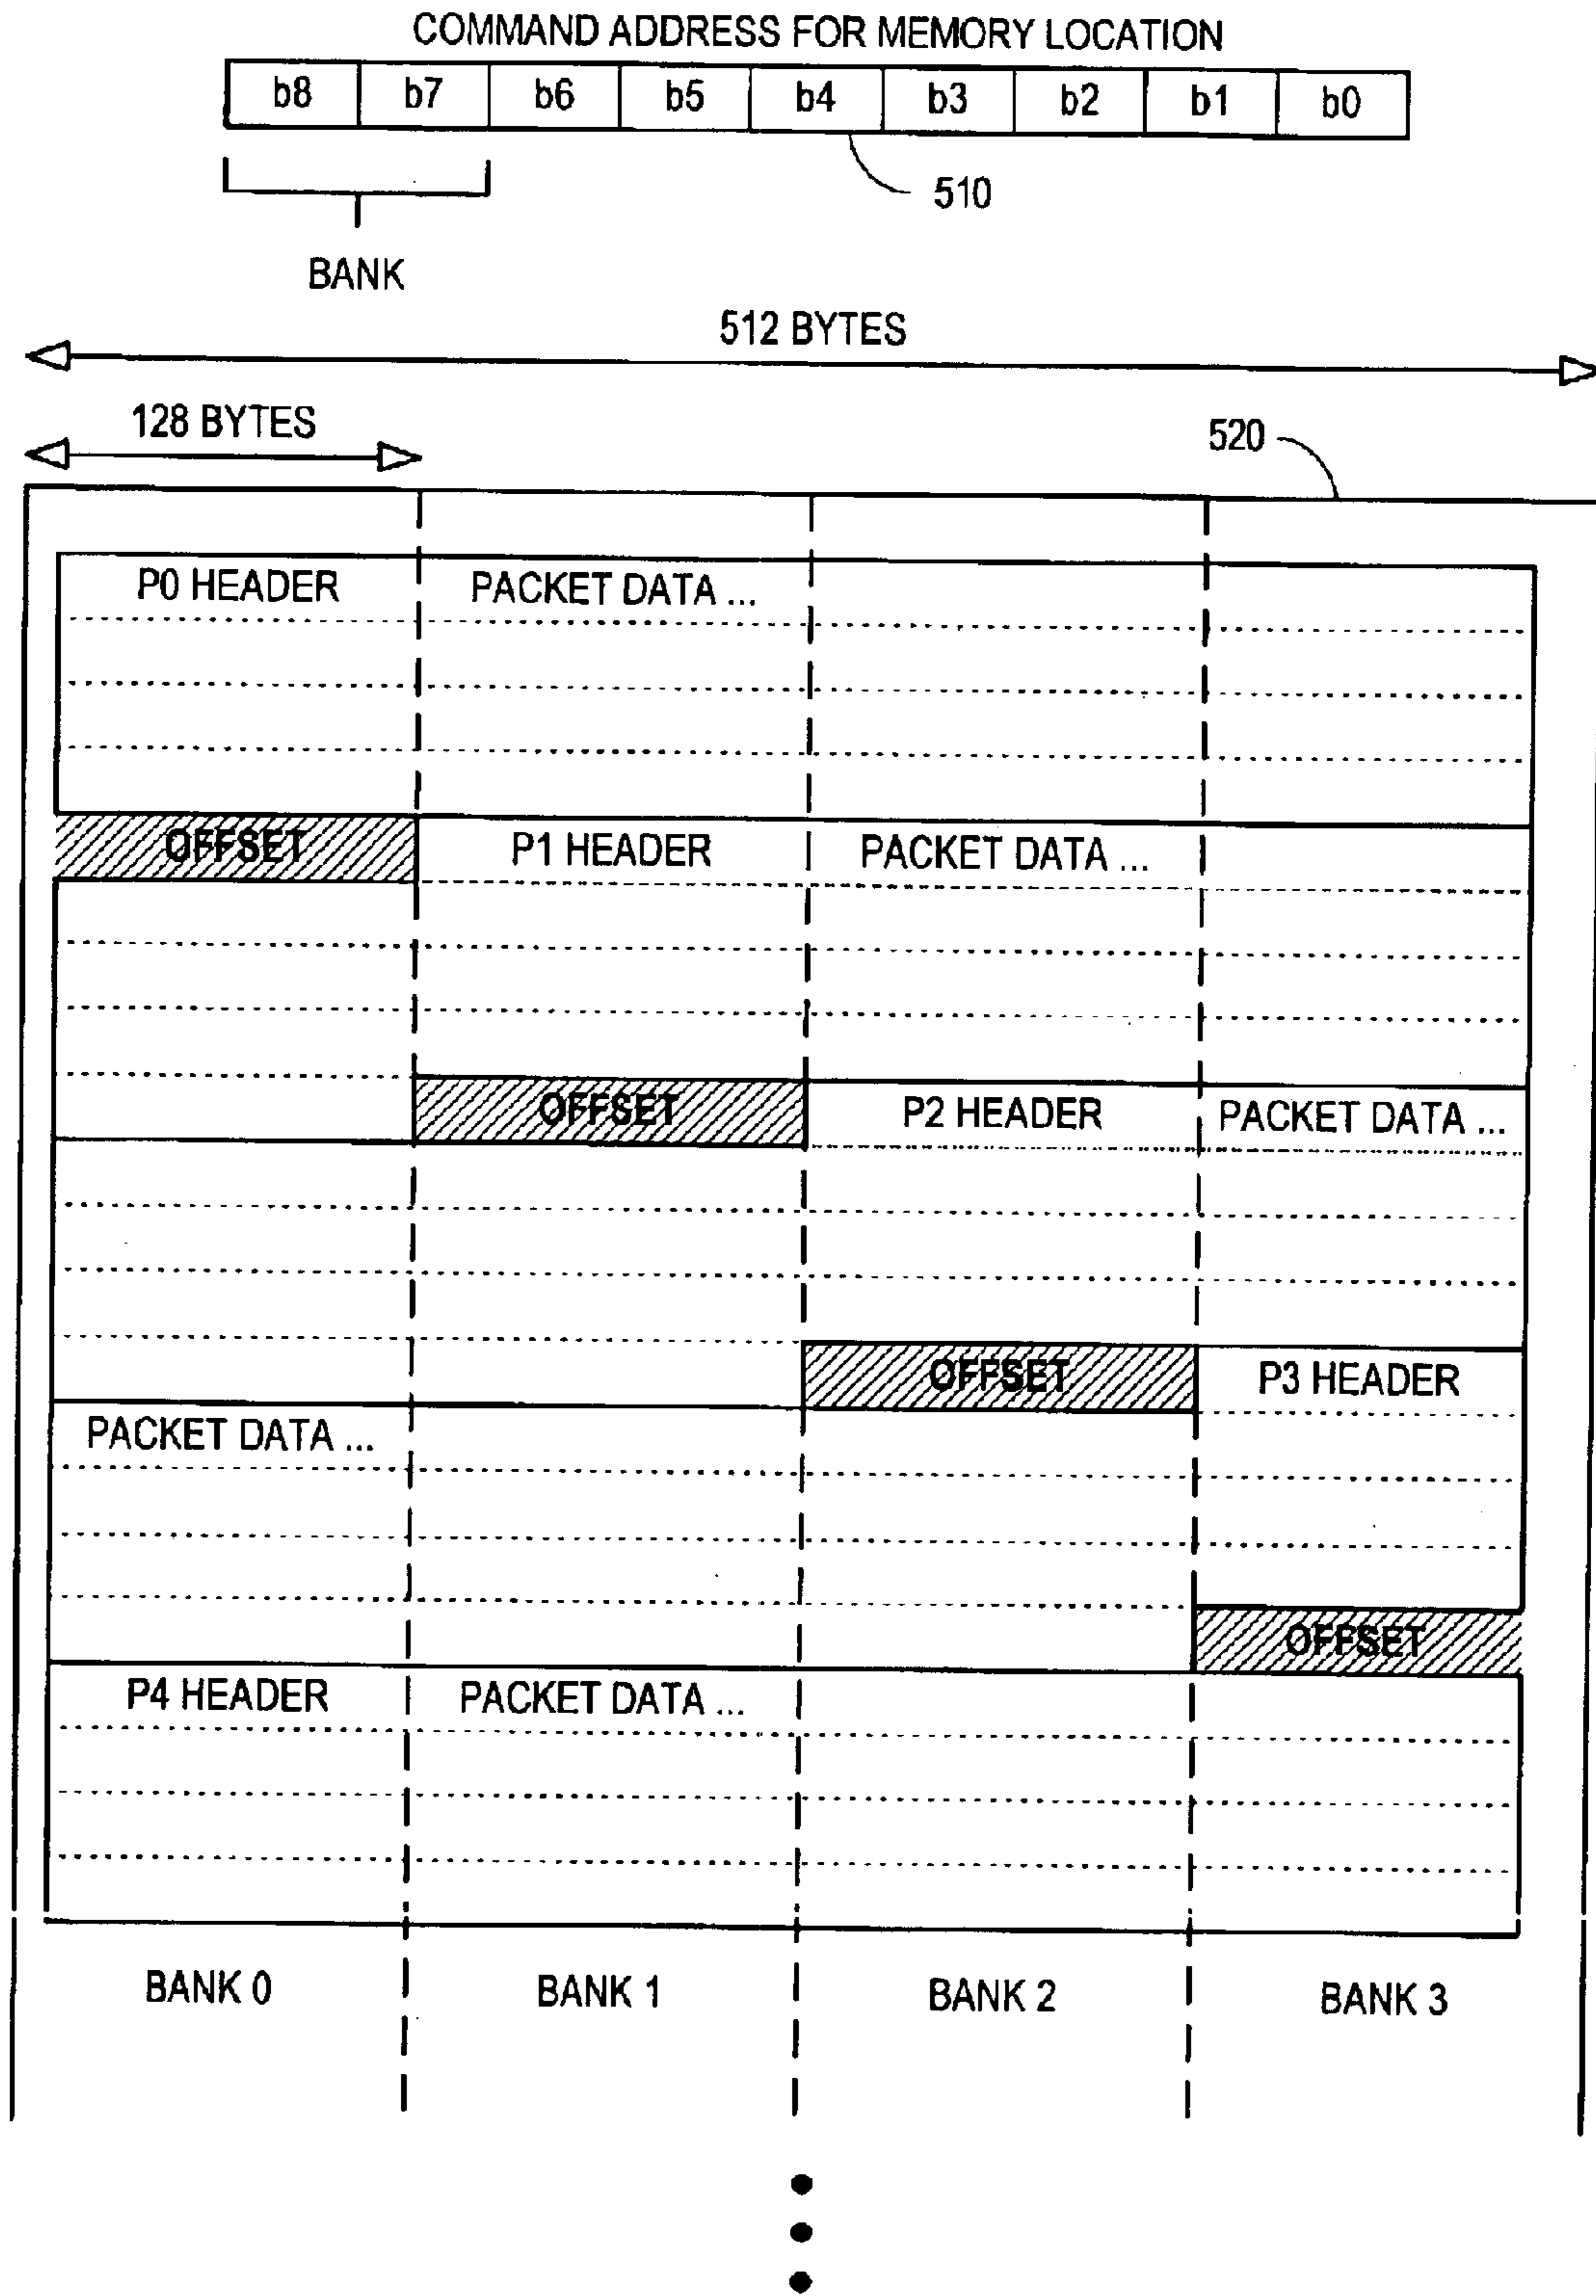 COMMAND ADDRESS FOR MEMORY LOCATION
b8 b7 b6 b5 b4 b3 b2 b1 b0
510
BANK
512 BYTES
128 BYTES
520
P0 HEADER PACKET DATA ...
OFFSET P1 HEADER PACKET DATA ...
OFFSET P2 HEADER PACKET DATA ...
OFFSET P3 HEADER
PACKET DATA ...
OFFSET
P4 HEADER PACKET DATA ...
BANK 0 BANK 1 BANK 2 BANK 3